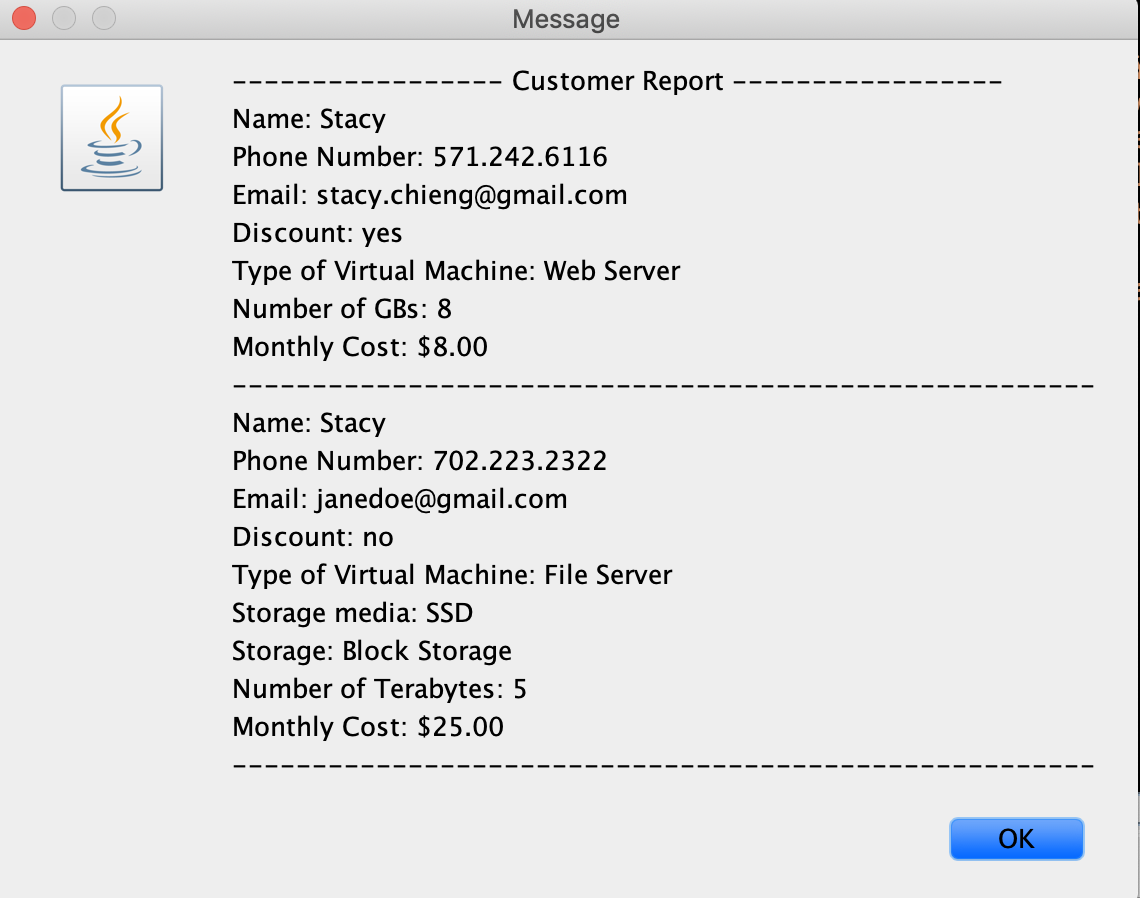 Message
----------------- Customer Report -----------------
Name: Stacy
Phone Number: 571.242.6116
Email: stacy.chieng@gmail.com
Discount: yes
Type of Virtual Machine: Web Server
Number of GBs: 8
Monthly Cost: $8.00
------------------------------------------------------
Name: Stacy
Phone Number: 702.223.2322
Email: janedoe@gmail.com
Discount: no
Type of Virtual Machine: File Server
Storage media: SSD
Storage: Block Storage
Number of Terabytes: 5
Monthly Cost: $25.00
------------------------------------------------------
OK